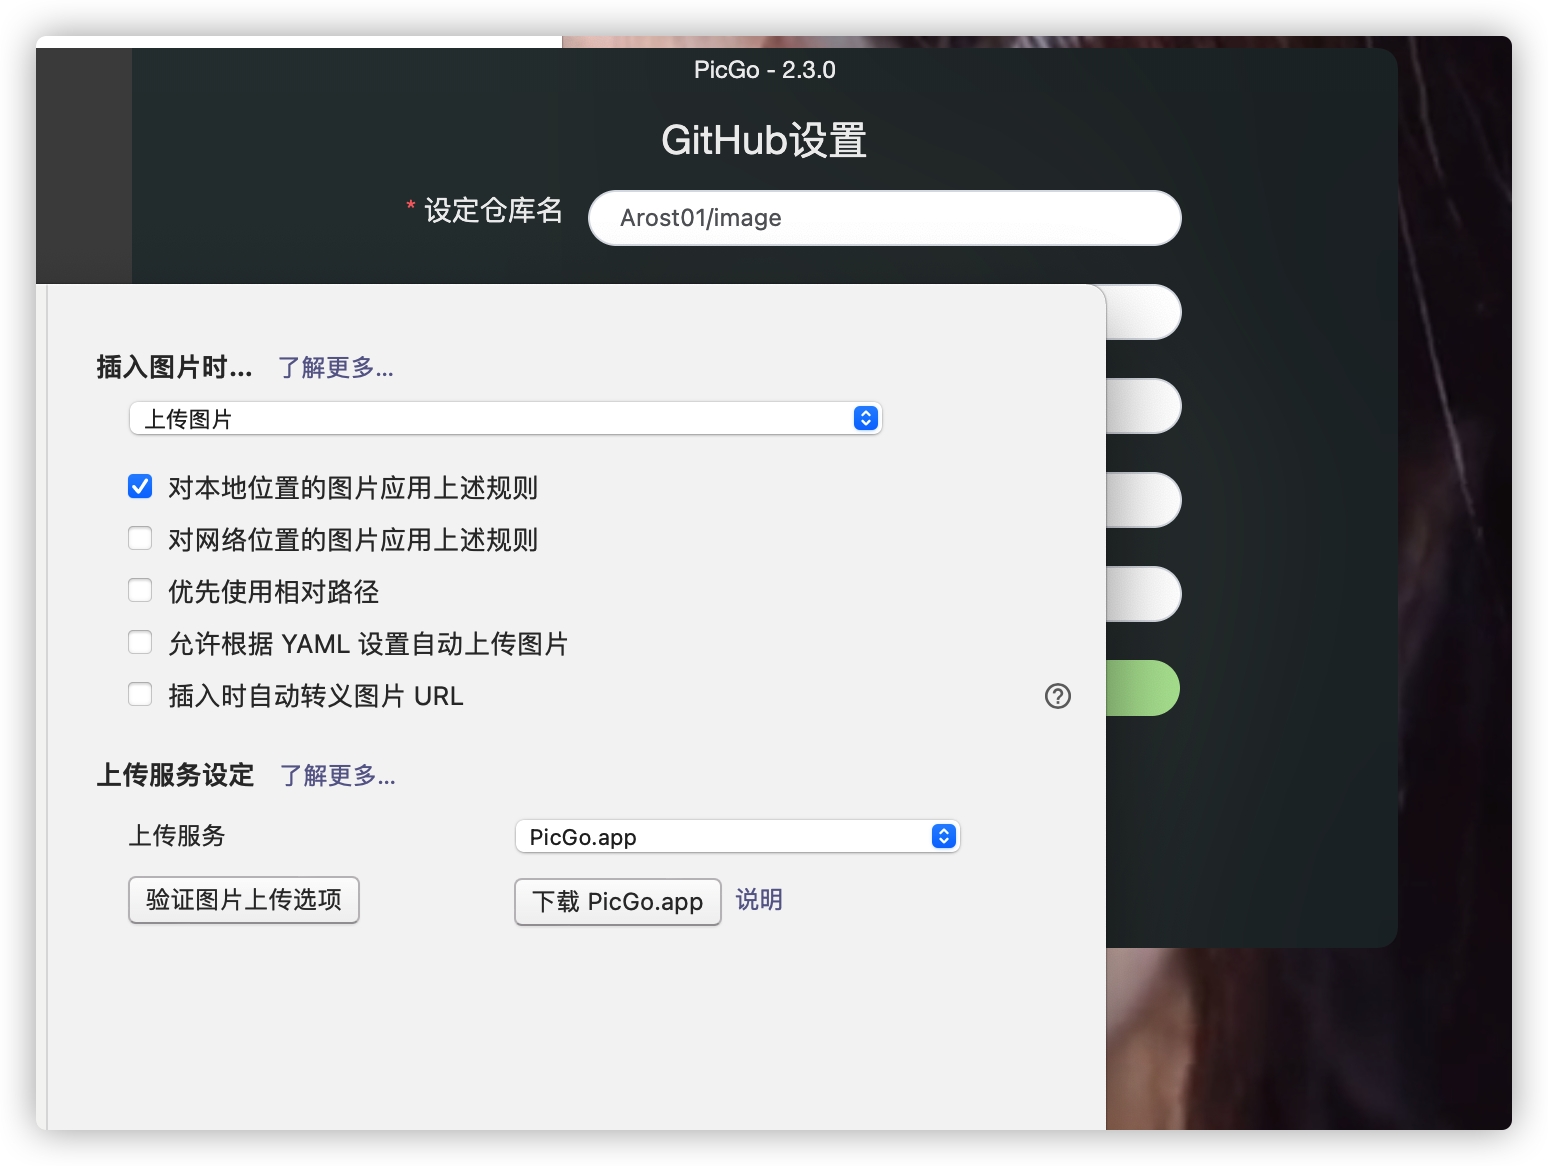 PicGo - 2.3.0
GitHub设置
* 设定仓库名
Arost01/image
插入图片时... 了解更多...
上传图片
对本地位置的图片应用上述规则
对网络位置的图片应用上述规则
优先使用相对路径
允许根据 YAML 设置自动上传图片
插入时自动转义图片 URL
上传服务设定 了解更多...
上传服务 PicGo.app
验证图片上传选项 下载 PicGo.app 说明